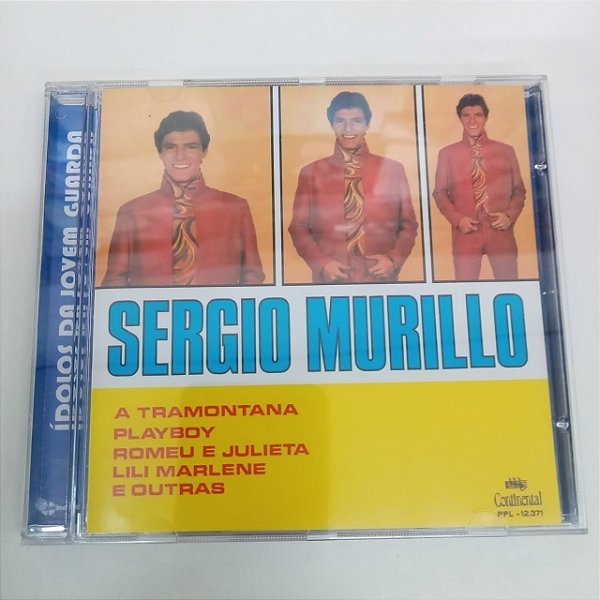 ÍDOLOS DA JOVEM GUARDA
SERGIO MURILLO
A TRAMONTANA
PLAYBOY
ROMEU E JULIETA
LILI MARLENE
E OUTRAS
Continental
PPL -12.371